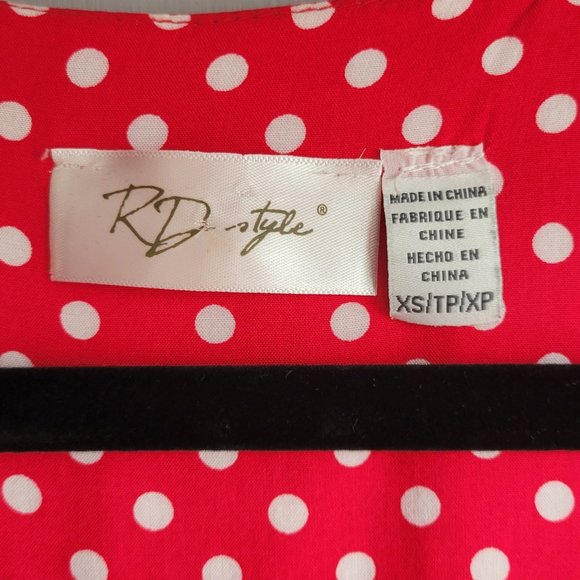 RD style®
MADE IN CHINA
FABRIQUE EN
CHINE
HECHO EN
CHINA
XS/TP/XP